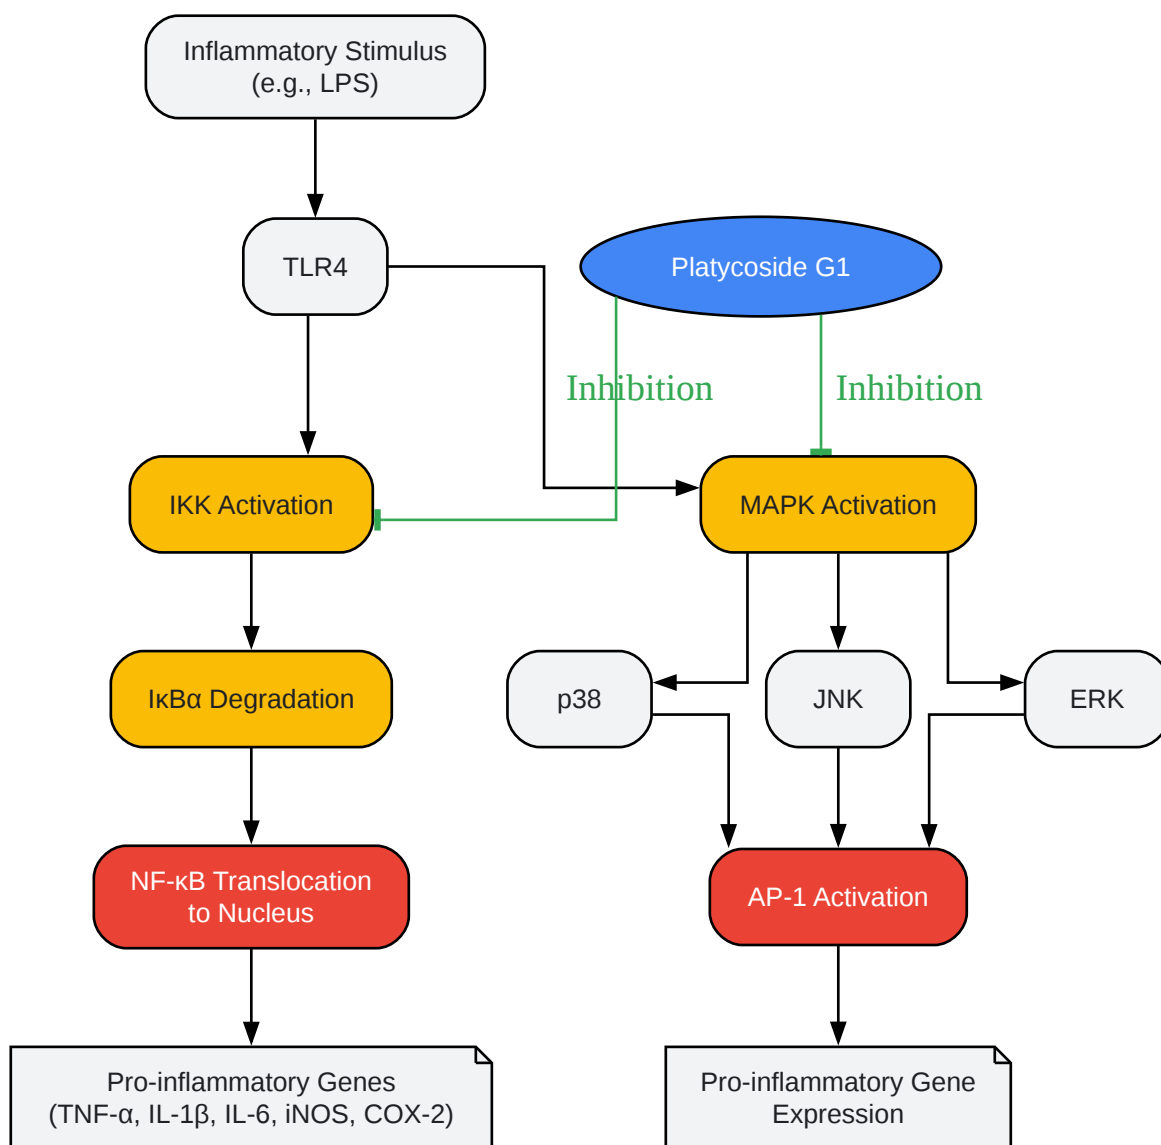 Inflammatory Stimulus
(e.g., LPS)
TLR4
Platycoside G1
Inhibition
Inhibition
IKK Activation
MAPK Activation
IκBα Degradation
p38
JNK
ERK
NF-κB Translocation
to Nucleus
AP-1 Activation
Pro-inflammatory Genes
(TNF-α, IL-1β, IL-6, iNOS, COX-2)
Pro-inflammatory Gene
Expression